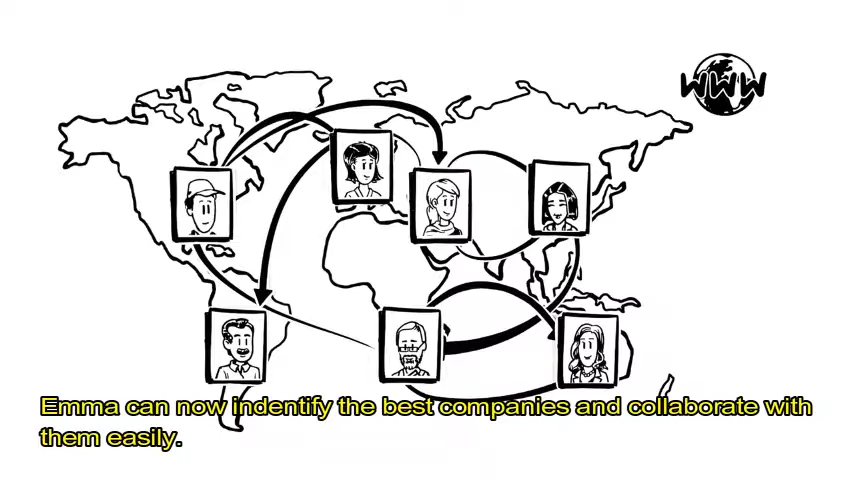 WWW
Emma can now indentify the best companies and collaborate with
them easily.